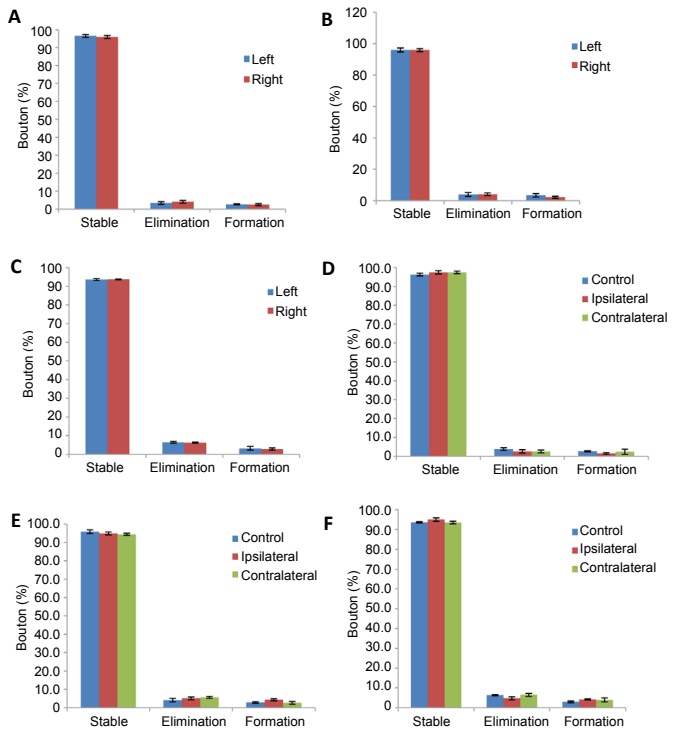 A
Bouton (%)
100
90
80
70
60
50
40
30
20
10
0
Stable
Elimination
Formation
Left
Right
B
Bouton (%)
120
100
80
60
40
20
0
Stable
Elimination
Formation
Left
Right
C
Bouton (%)
100
90
80
70
60
50
40
30
20
10
0
Stable
Elimination
Formation
Left
Right
D
Bouton (%)
100.0
90.0
80.0
70.0
60.0
50.0
40.0
30.0
20.0
10.0
0.0
Stable
Elimination
Formation
Control
Ipsilateral
Contralateral
E
Bouton (%)
100.0
90.0
80.0
70.0
60.0
50.0
40.0
30.0
20.0
10.0
0.0
Stable
Elimination
Formation
Control
Ipsilateral
Contralateral
F
Bouton (%)
100.0
90.0
80.0
70.0
60.0
50.0
40.0
30.0
20.0
10.0
0
Stable
Elimination
Formation
Control
Ipsilateral
Contralateral